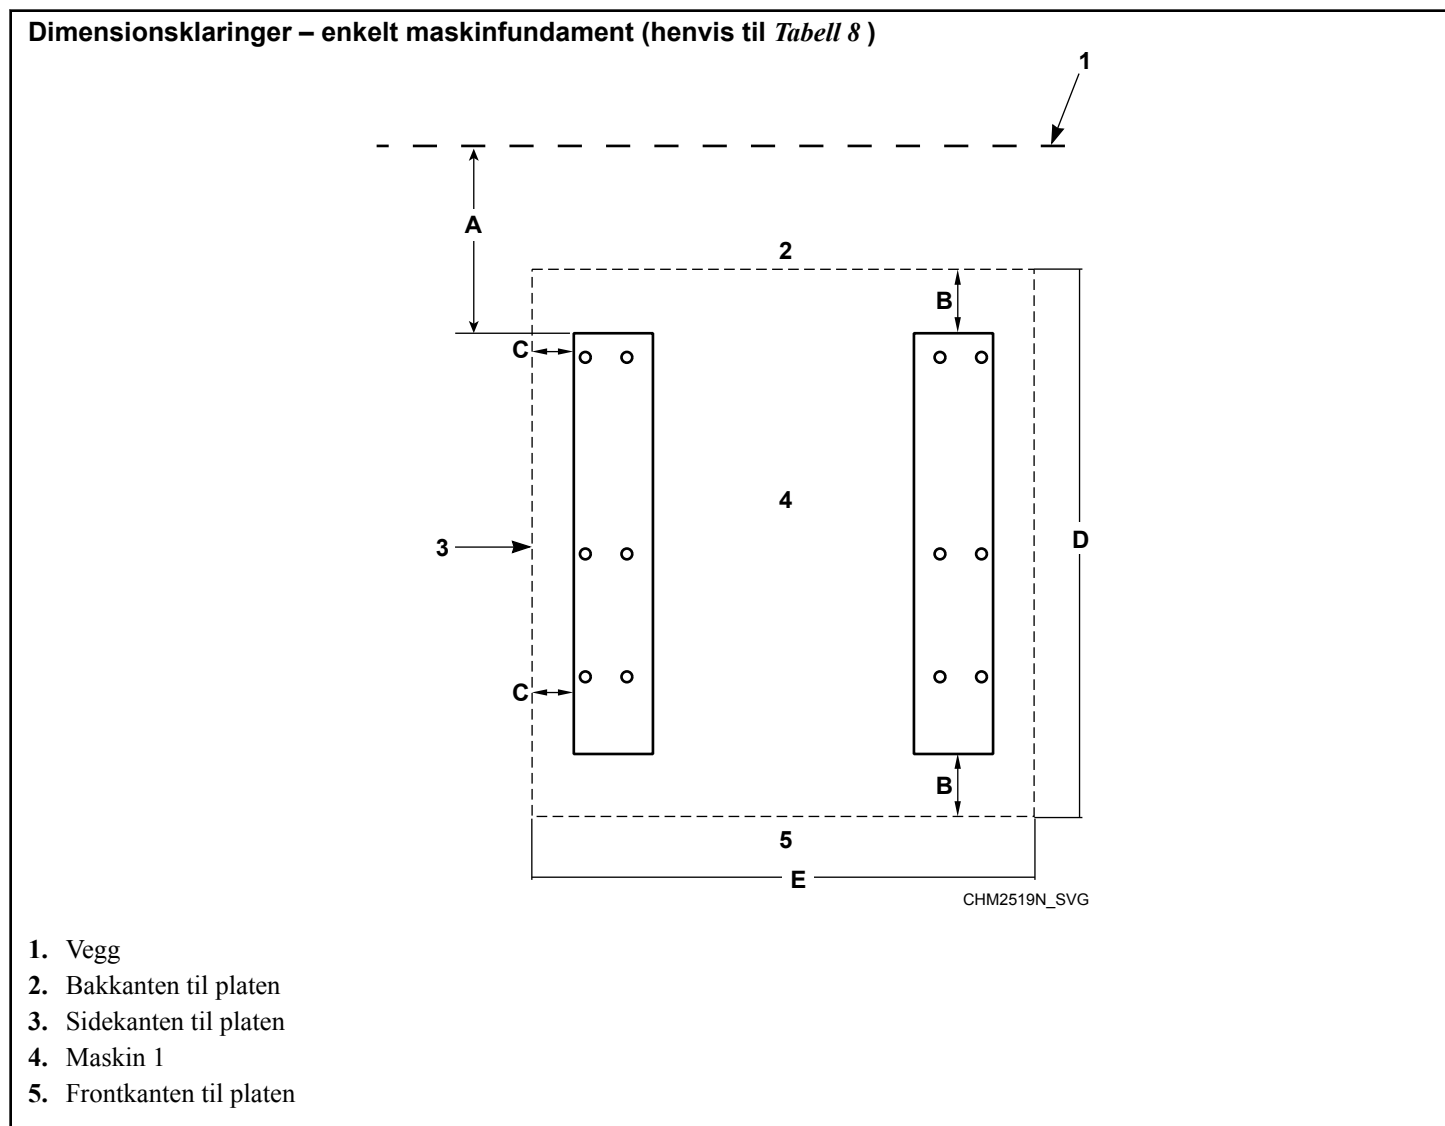 Dimensionsklaringer – enkelt maskinfundament (henvis til Tabell 8 )
1
A
2
B
C
4
3
D
C
B
5
E
CHM2519N_SVG
1. Vegg
2. Bakkanten til platen
3. Sidekanten til platen
4. Maskin 1
5. Frontkanten til platen